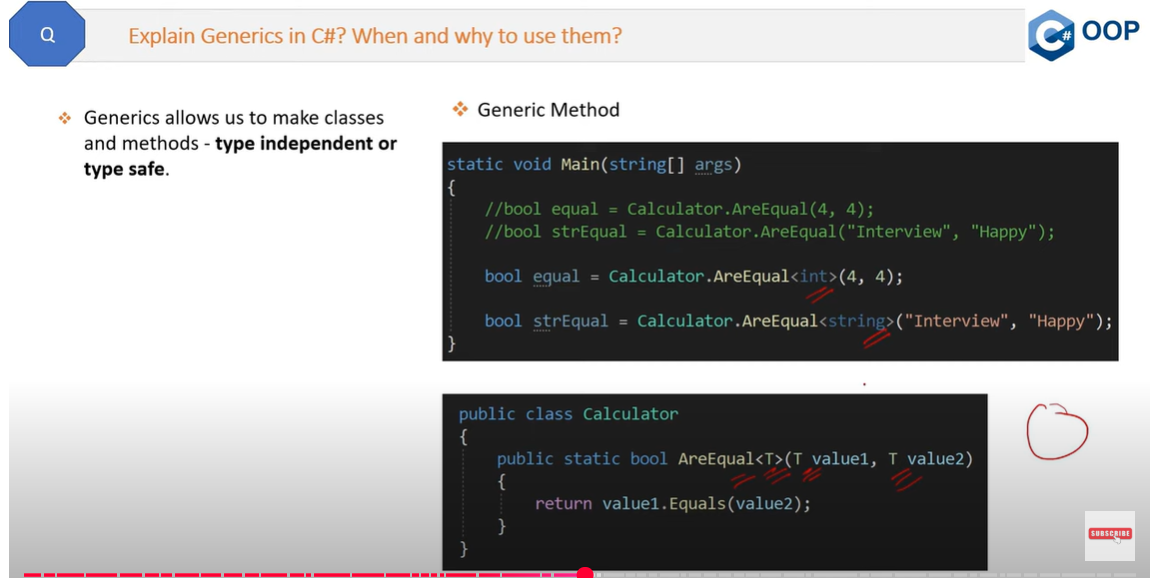 Q
Explain Generics in C#? When and why to use them?
C# OOP
❖ Generics allows us to make classes
and methods - type independent or
type safe.
❖ Generic Method
static void Main(string[] args)
{
//bool equal = Calculator.AreEqual(4, 4);
//bool strEqual = Calculator.AreEqual("Interview", "Happy");
bool equal = Calculator.AreEqual<int>(4, 4);
bool strEqual = Calculator.AreEqual<string>("Interview", "Happy");
}
public class Calculator
{
public static bool AreEqual<T>(T value1, T value2)
{
return value1.Equals(value2);
}
}
SUBSCRIBE